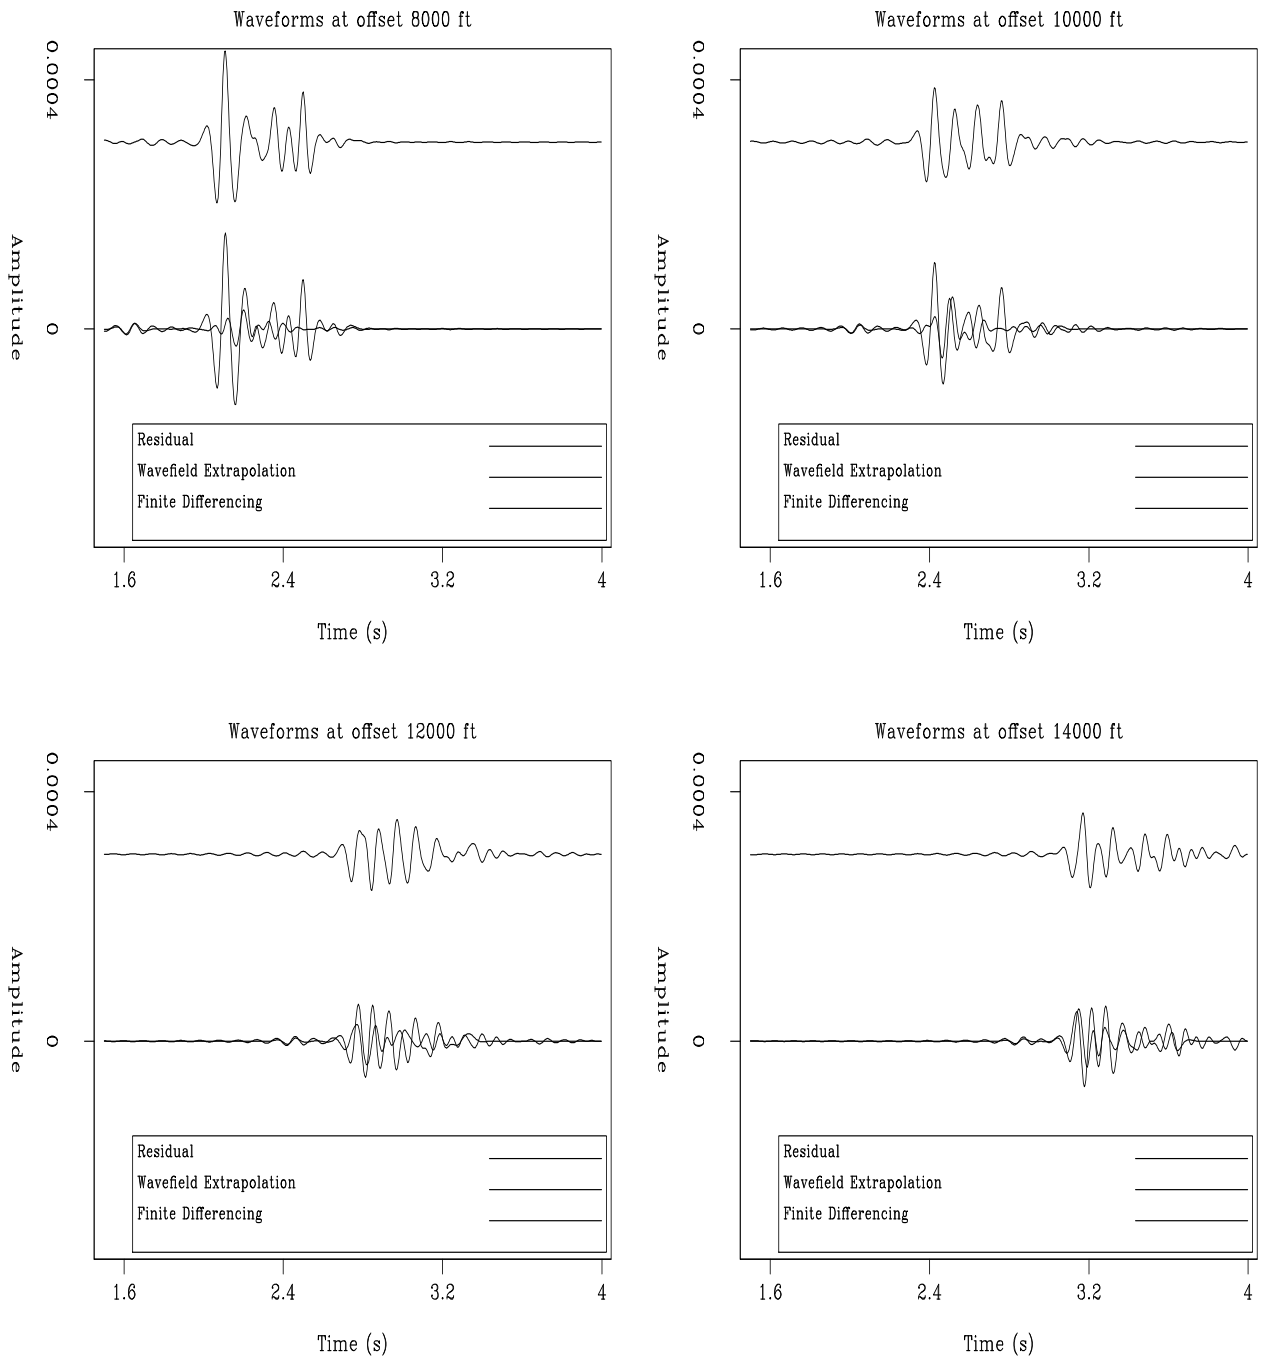 Waveforms at offset 8000 ft
0.0004
0
Amplitude
Residual
Wavefield Extrapolation
Finite Differencing
1.6 2.4 3.2 4
Time (s)
Waveforms at offset 10000 ft
0.0004
0
Amplitude
Residual
Wavefield Extrapolation
Finite Differencing
1.6 2.4 3.2 4
Time (s)
Waveforms at offset 12000 ft
0.0004
0
Amplitude
Residual
Wavefield Extrapolation
Finite Differencing
1.6 2.4 3.2 4
Time (s)
Waveforms at offset 14000 ft
0.0004
0
Amplitude
Residual
Wavefield Extrapolation
Finite Differencing
1.6 2.4 3.2 4
Time (s)